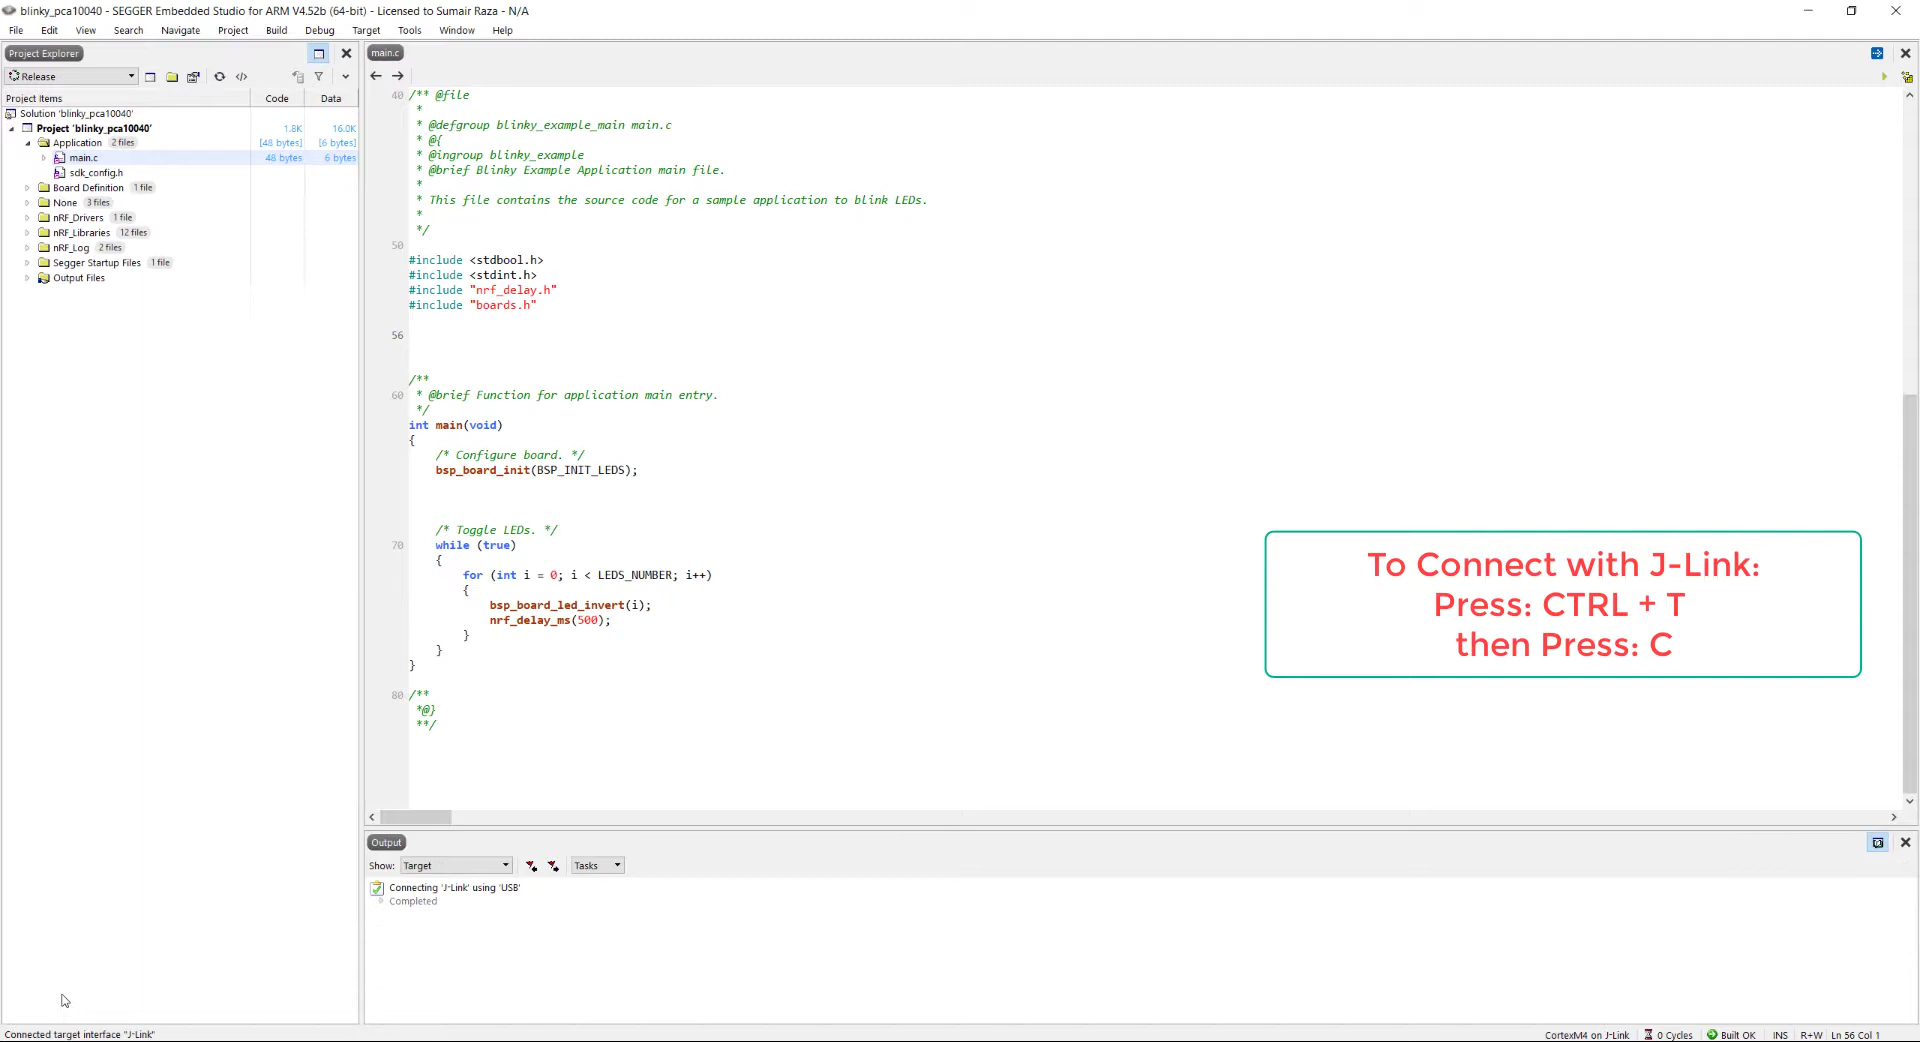 blinky_pca10040 - SEGGER Embedded Studio for ARM V4.52b (64-bit) - Licensed to Sumair Raza - N/A
File Edit View Search Navigate Project Build Debug Target Tools Window Help
Project Explorer
Release
Project Items Code Data
Solution 'blinky_pca10040'
Project 'blinky_pca10040' 1.8K 16.0K
Application 2 files [48 bytes] [6 bytes]
main.c 48 bytes 6 bytes
sdk_config.h
Board Definition 1 file
None 3 files
nRF_Drivers 1 file
nRF_Libraries 12 files
nRF_Log 2 files
Segger Startup Files 1 file
Output Files
main.c
40 /** @file
*
* @defgroup blinky_example_main main.c
* @{
* @ingroup blinky_example
* @brief Blinky Example Application main file.
*
* This file contains the source code for a sample application to blink LEDs.
*
*/
50
#include <stdbool.h>
#include <stdint.h>
#include "nrf_delay.h"
#include "boards.h"
56
/**
60 * @brief Function for application main entry.
*/
int main(void)
{
/* Configure board. */
bsp_board_init(BSP_INIT_LEDS);
/* Toggle LEDs. */
70 while (true)
{
for (int i = 0; i < LEDS_NUMBER; i++)
{
bsp_board_led_invert(i);
nrf_delay_ms(500);
}
}
}
80 /**
*@}
**/
To Connect with J-Link:
Press: CTRL + T
then Press: C
Output
Show: Target Tasks
Connecting 'J-Link' using 'USB'
Completed
Connected target interface "J-Link" CortexM4 on J-Link 0 Cycles Built OK INS R+W Ln 56 Col 1